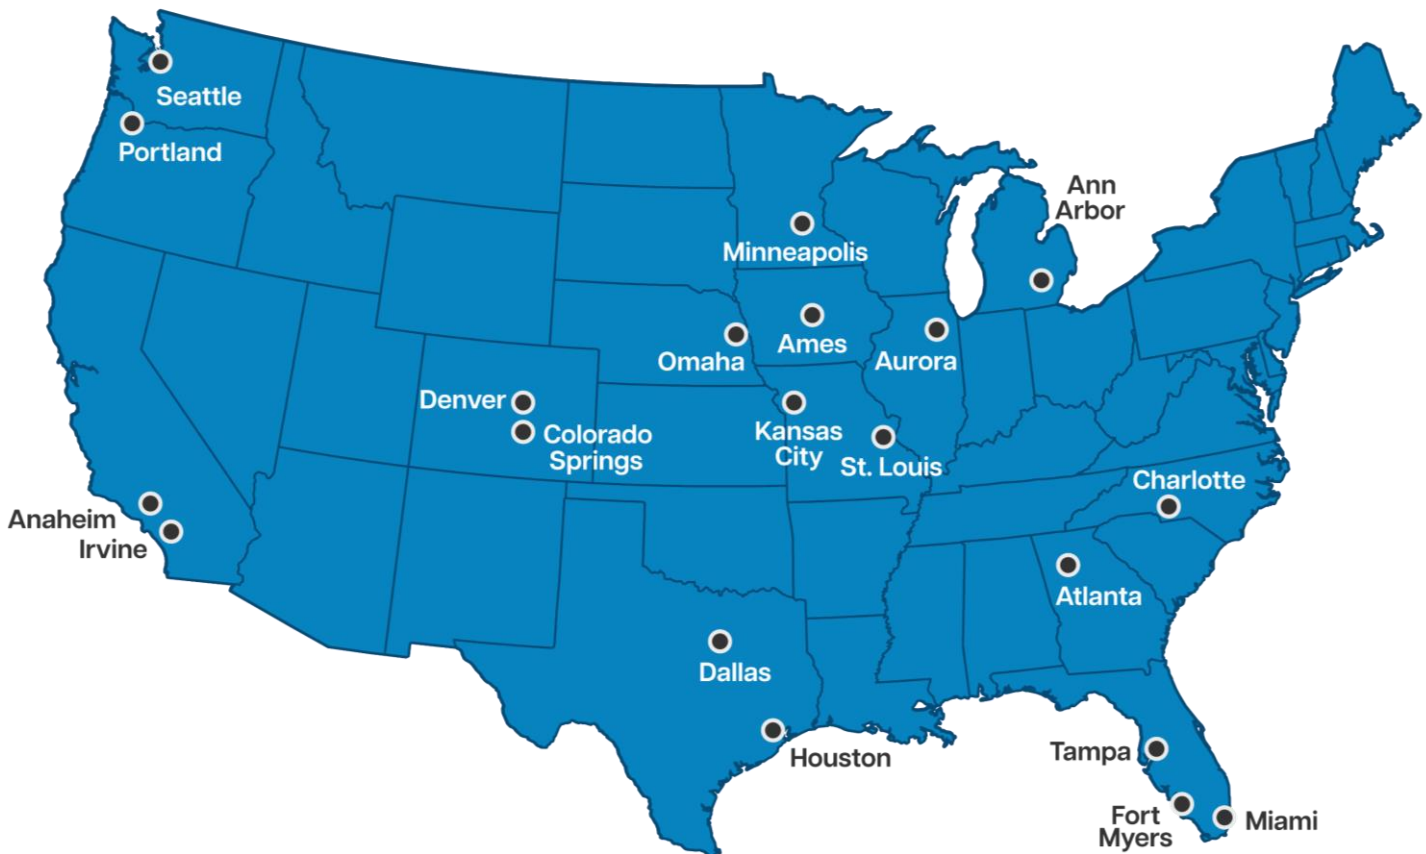 Seattle
Portland
Ann
Arbor
Minneapolis
Ames
Omaha
Aurora
Denver
Colorado
Springs
Kansas
City
St. Louis
Charlotte
Anaheim
Irvine
Atlanta
Dallas
Houston
Tampa
Fort
Myers
Miami